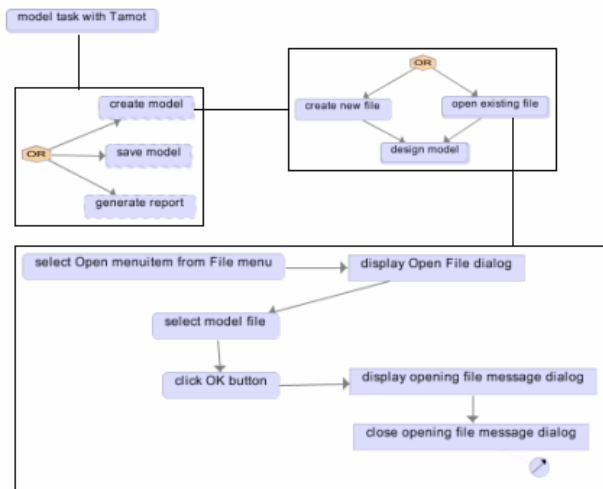 model task with Tamot
OR
create model
save model
generate report
OR
create new file
open existing file
design model
select Open menuitem from File menu
display Open File dialog
select model file
click OK button
display opening file message dialog
close opening file message dialog